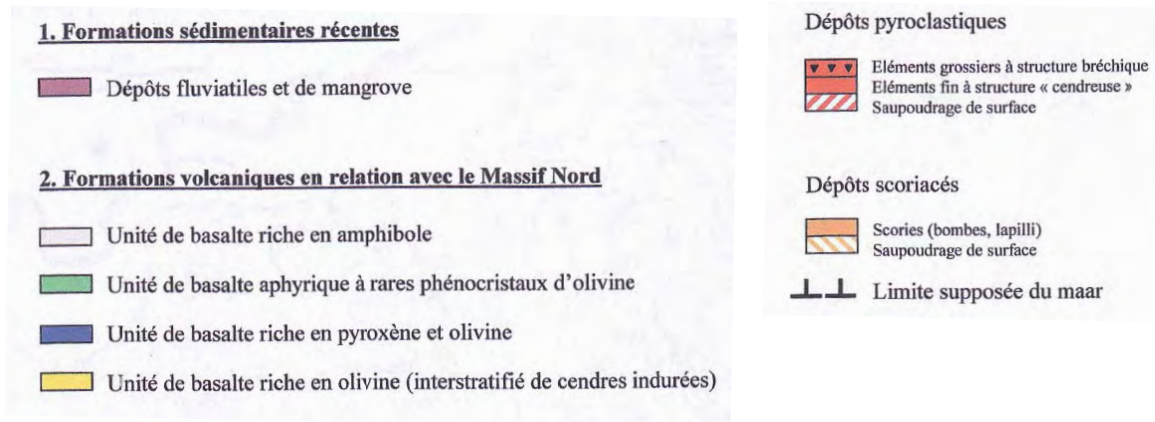 1. Formations sédimentaires récentes
Dépôts fluviatiles et de mangrove
2. Formations volcaniques en relation avec le Massif Nord
Unité de basalte riche en amphibole
Unité de basalte aphyrique à rares phénocristaux d'olivine
Unité de basalte riche en pyroxène et olivine
Unité de basalte riche en olivine (interstratifié de cendres indurées)
Dépôts pyroclastiques
Eléments grossiers à structure bréchique
Eléments fin à structure « cendreuse »
Saupoudrage de surface
Dépôts scoriacés
Scories (bombes, lapilli)
Saupoudrage de surface
Limite supposée du maar